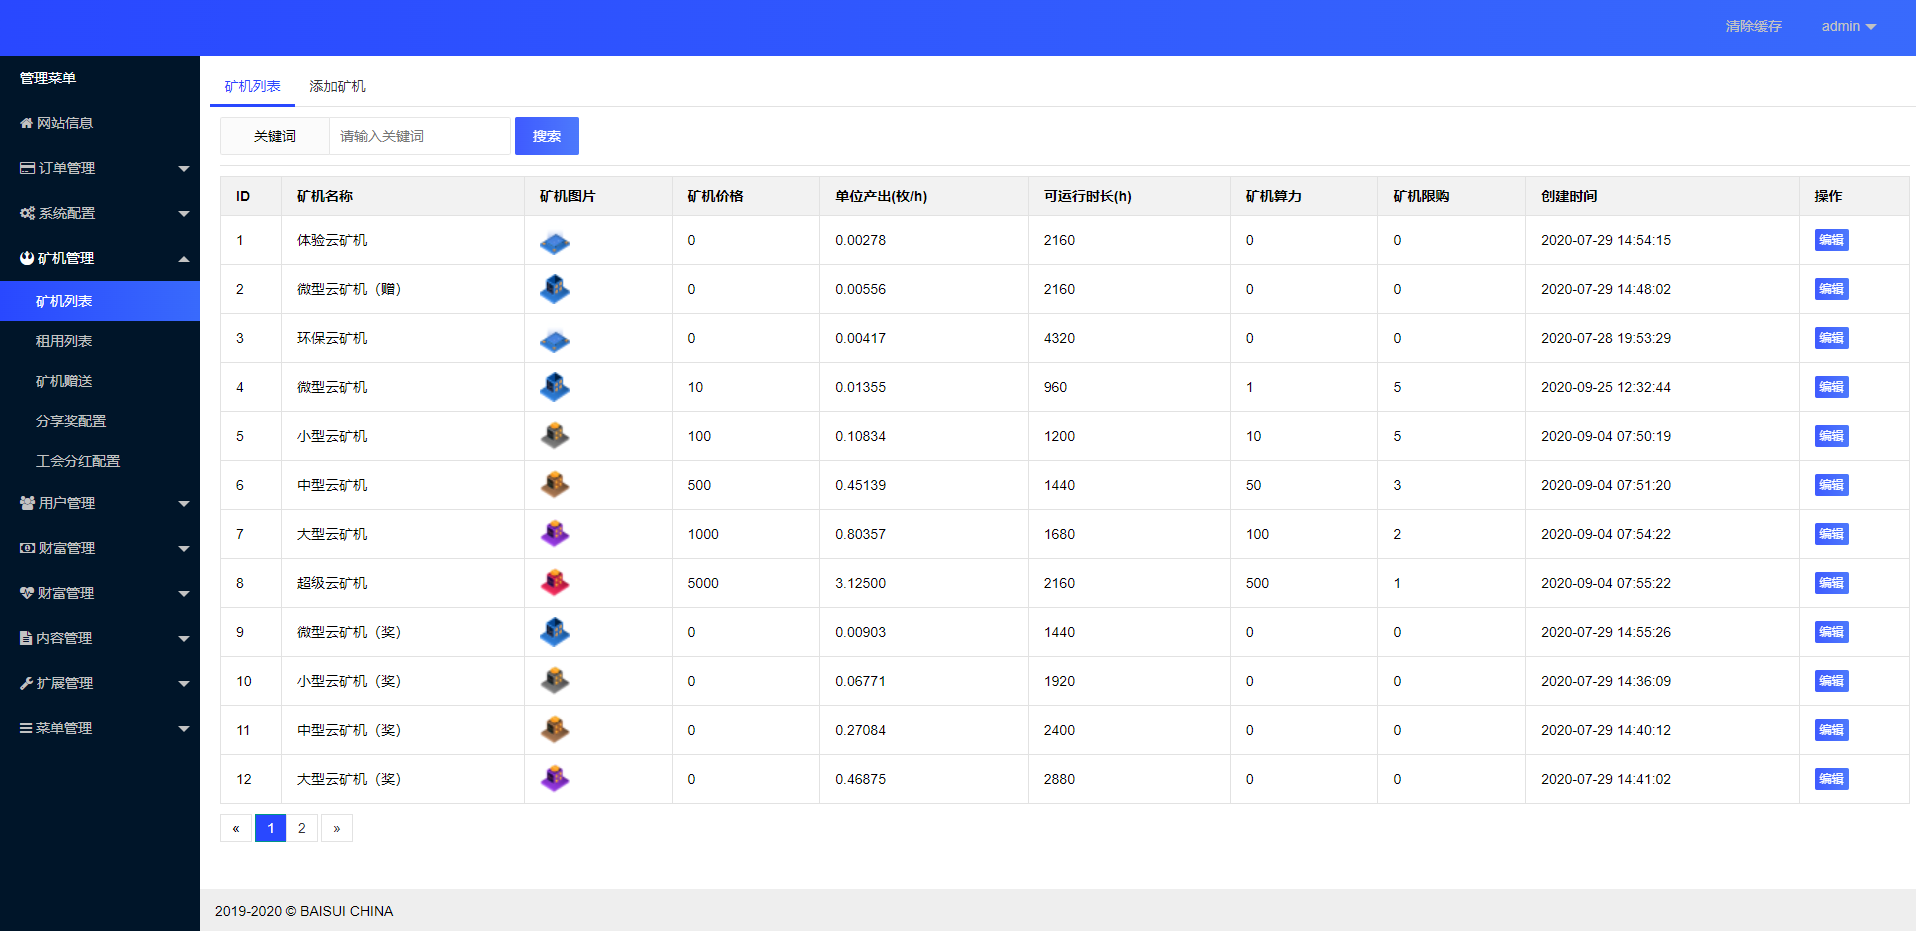 清除缓存 admin
管理菜单
网站信息
订单管理
系统配置
矿机管理
矿机列表
租用列表
矿机赠送
分享奖配置
工会分红配置
用户管理
财富管理
财富管理
内容管理
扩展管理
菜单管理
矿机列表 添加矿机
关键词 请输入关键词 搜索
ID 矿机名称 矿机图片 矿机价格 单位产出(枚/h) 可运行时长(h) 矿机算力 矿机限购 创建时间 操作
1 体验云矿机 0 0.00278 2160 0 0 2020-07-29 14:54:15 编辑
2 微型云矿机（赠） 0 0.00556 2160 0 0 2020-07-29 14:48:02 编辑
3 环保云矿机 0 0.00417 4320 0 0 2020-07-28 19:53:29 编辑
4 微型云矿机 10 0.01355 960 1 5 2020-09-25 12:32:44 编辑
5 小型云矿机 100 0.10834 1200 10 5 2020-09-04 07:50:19 编辑
6 中型云矿机 500 0.45139 1440 50 3 2020-09-04 07:51:20 编辑
7 大型云矿机 1000 0.80357 1680 100 2 2020-09-04 07:54:22 编辑
8 超级云矿机 5000 3.12500 2160 500 1 2020-09-04 07:55:22 编辑
9 微型云矿机（奖） 0 0.00903 1440 0 0 2020-07-29 14:55:26 编辑
10 小型云矿机（奖） 0 0.06771 1920 0 0 2020-07-29 14:36:09 编辑
11 中型云矿机（奖） 0 0.27084 2400 0 0 2020-07-29 14:40:12 编辑
12 大型云矿机（奖） 0 0.46875 2880 0 0 2020-07-29 14:41:02 编辑
« 1 2 »
2019-2020 © BAISUI CHINA